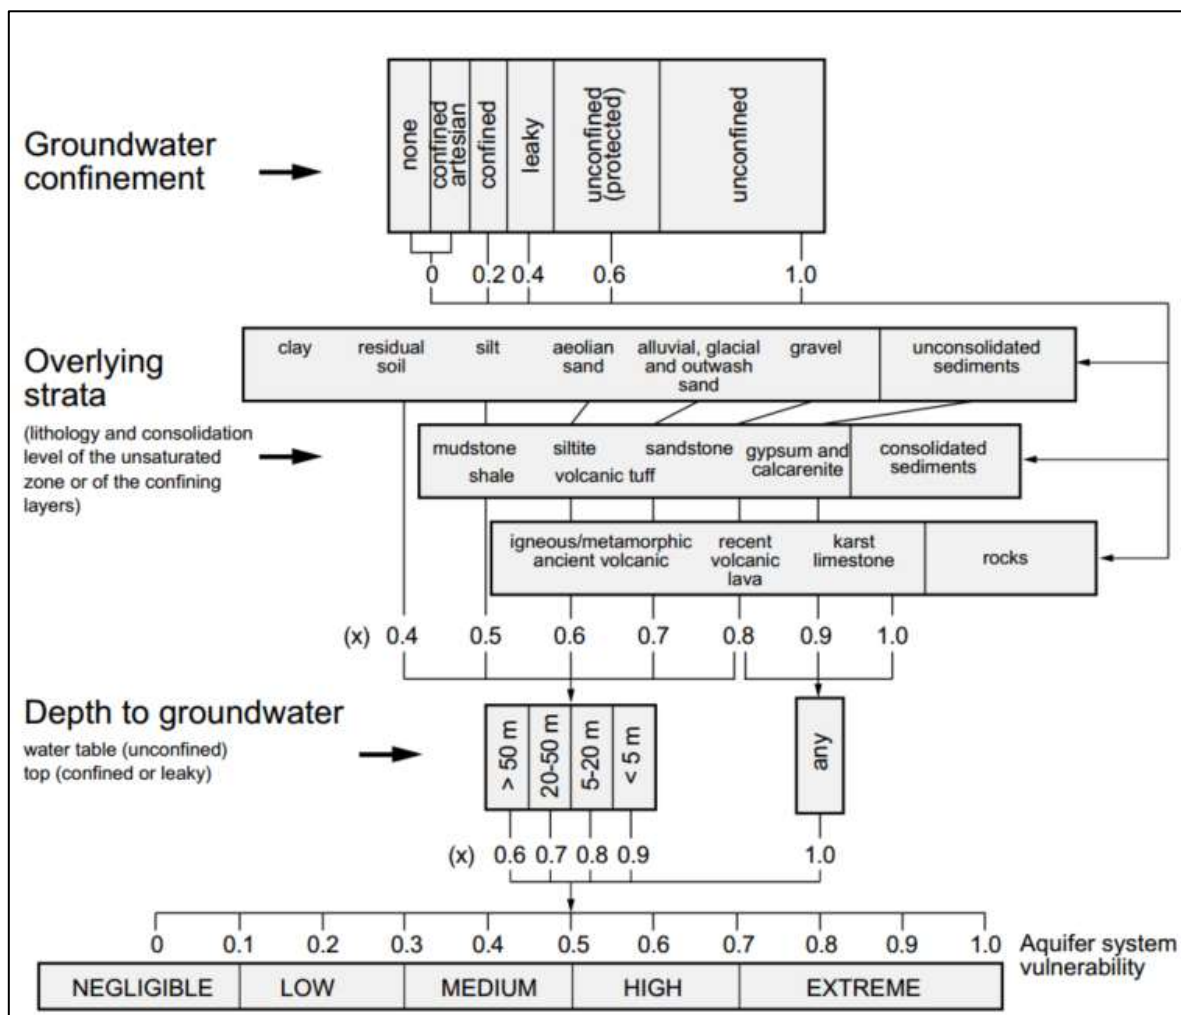 none
confined
artesian
confined
leaky
unconfined
(protected)
unconfined
Groundwater
confinement
0 0.2 0.4 0.6 1.0
Overlying
strata
(lithology and consolidation
level of the unsaturated
zone or of the confining
layers)
clay
residual
soil
silt
aeolian
sand
alluvial, glacial
and outwash
sand
gravel
unconsolidated
sediments
mudstone
shale
siltite
volcanic tuff
sandstone
gypsum and
calcarenite
consolidated
sediments
igneous/metamorphic
ancient volcanic
recent
volcanic
lava
karst
limestone
rocks
(x) 0.4 0.5 0.6 0.7 0.8 0.9 1.0
Depth to groundwater
water table (unconfined)
top (confined or leaky)
> 50 m
20-50 m
5-20 m
< 5 m
any
(x) 0.6 0.7 0.8 0.9 1.0
0 0.1 0.2 0.3 0.4 0.5 0.6 0.7 0.8 0.9 1.0
Aquifer system
vulnerability
NEGLIGIBLE LOW MEDIUM HIGH EXTREME